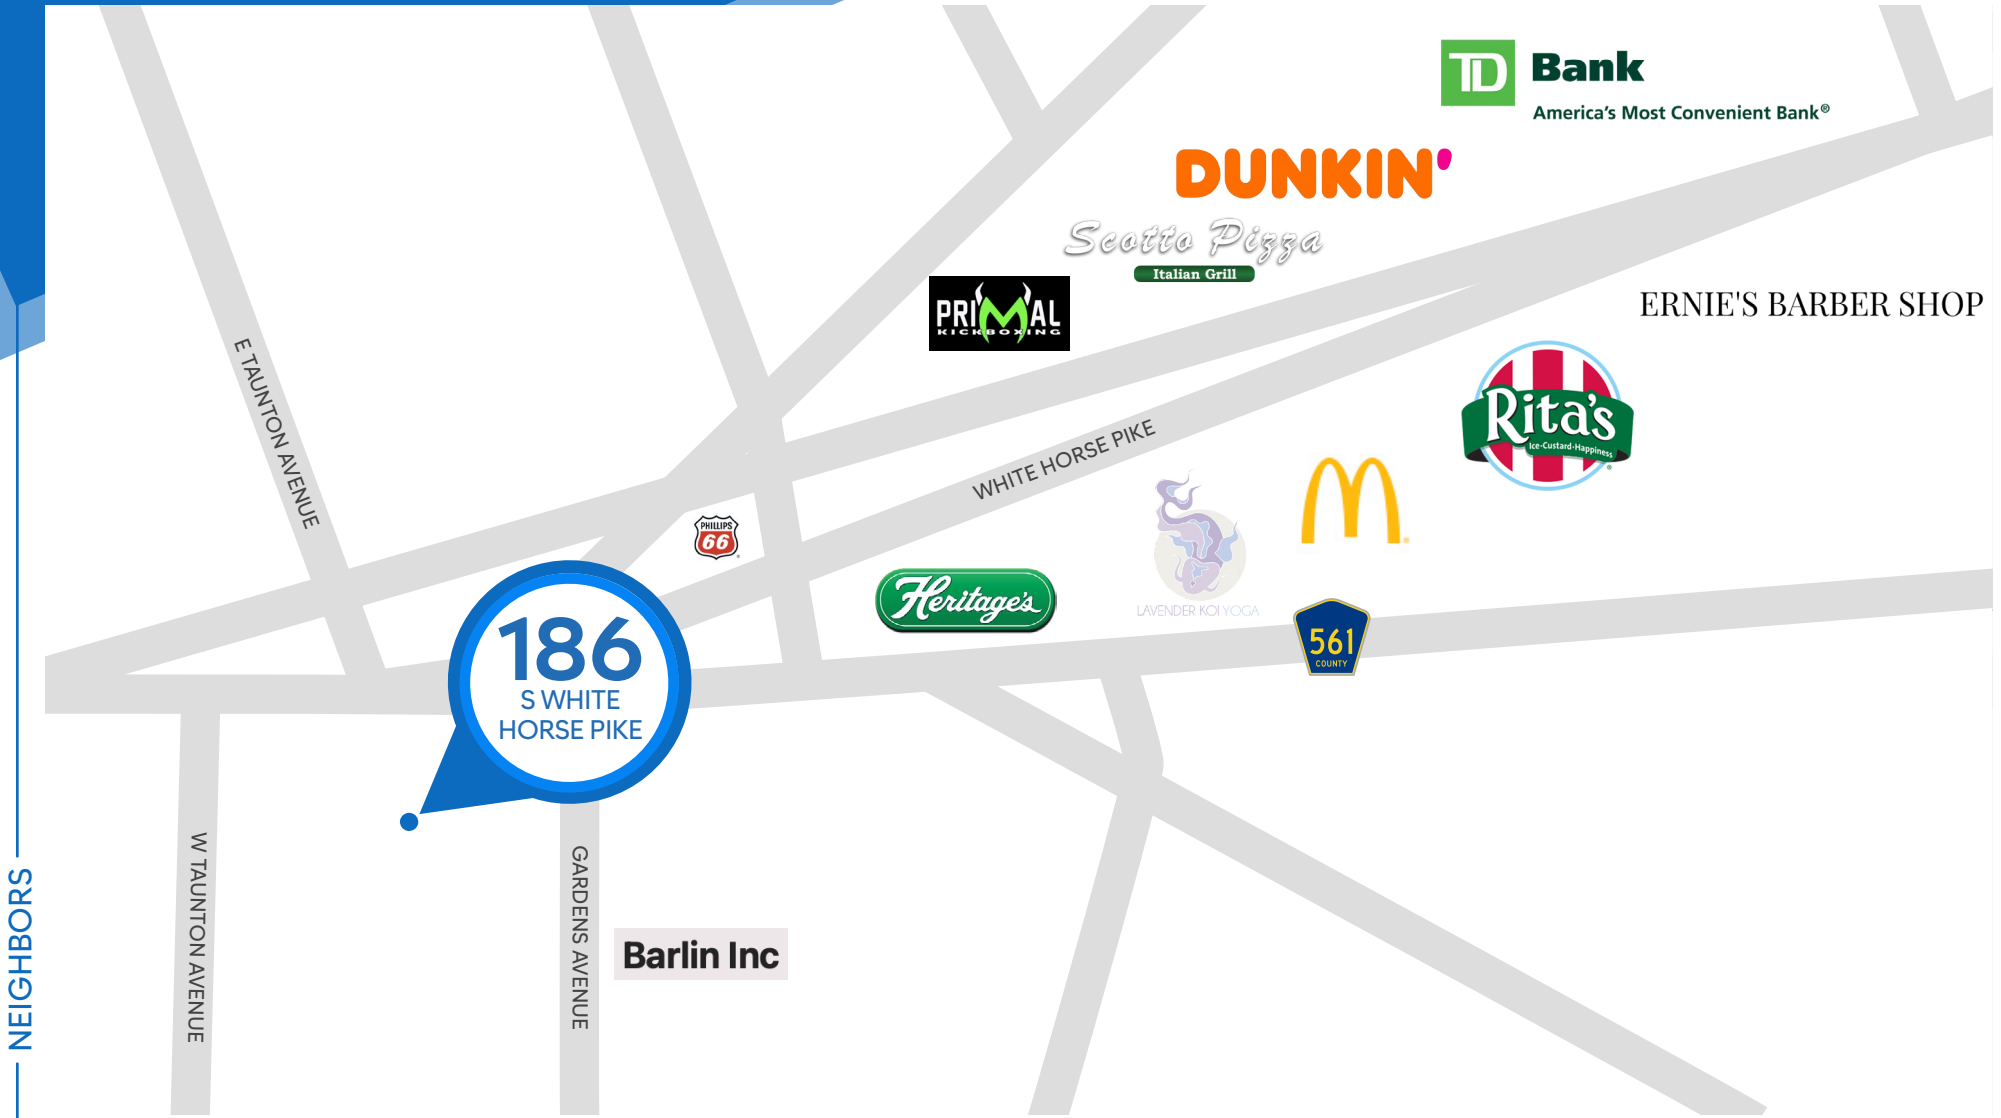 TD Bank
America's Most Convenient Bank®
DUNKIN'
Scotto Pizza
Italian Grill
PRIMAL
KICKBOXING
ERNIE'S BARBER SHOP
Rita's
Ice-Custard-Happiness
E TAUNTON AVENUE
WHITE HORSE PIKE
PHILLIPS
66
Heritage's
LAVENDER KOI YOGA
561
COUNTY
186
S WHITE
HORSE PIKE
W TAUNTON AVENUE
GARDENS AVENUE
Barlin Inc
NEIGHBORS